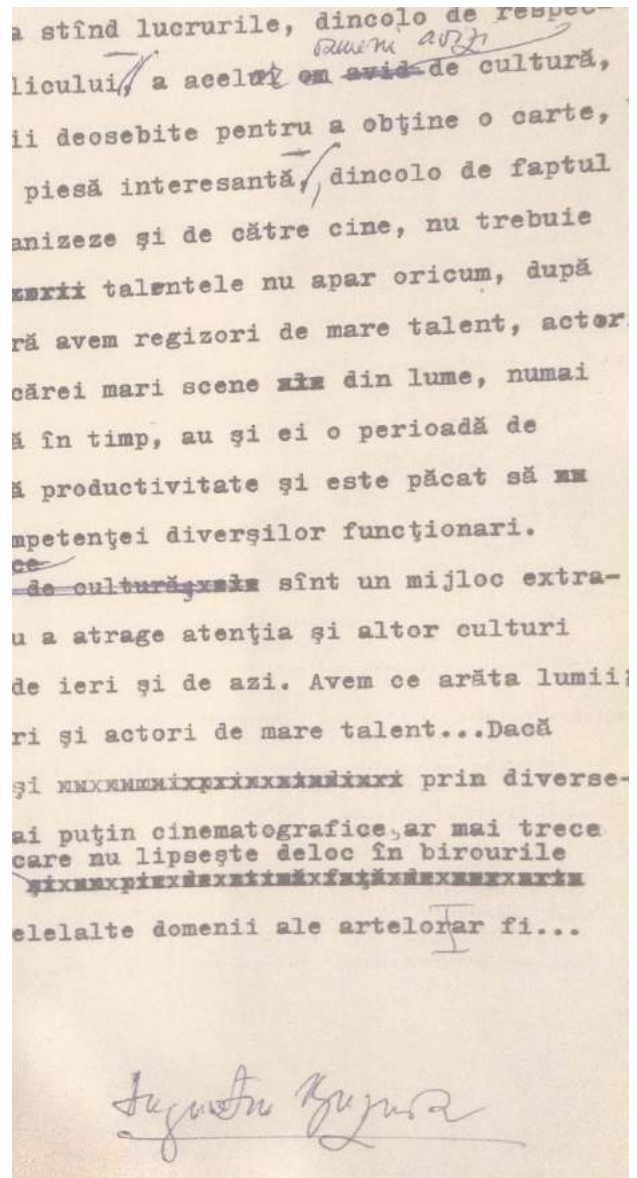 a stînd lucrurile, dincolo de respec
oameni avizi
licului, a acelui om avid de cultură,
ii deosebite pentru a obţine o carte,
piesă interesantă, dincolo de faptul
anizeze şi de către cine, nu trebuie
talentele nu apar oricum, după
ră avem regizori de mare talent, actor
cărei mari scene din lume, numai
ă în timp, au şi ei o perioadă de
ă productivitate şi este păcat să
mpetenţei diverşilor funcţionari.
ce
de cultură, sînt un mijloc extra-
u a atrage atenţia şi altor culturi
de ieri şi de azi. Avem ce arăta lumii;
ri şi actori de mare talent...Dacă
şi prin diverse-
ai puţin cinematografice, ar mai trece
care nu lipseşte deloc în birourile
elelalte domenii ale artelor ar fi...
Augustin Buzura